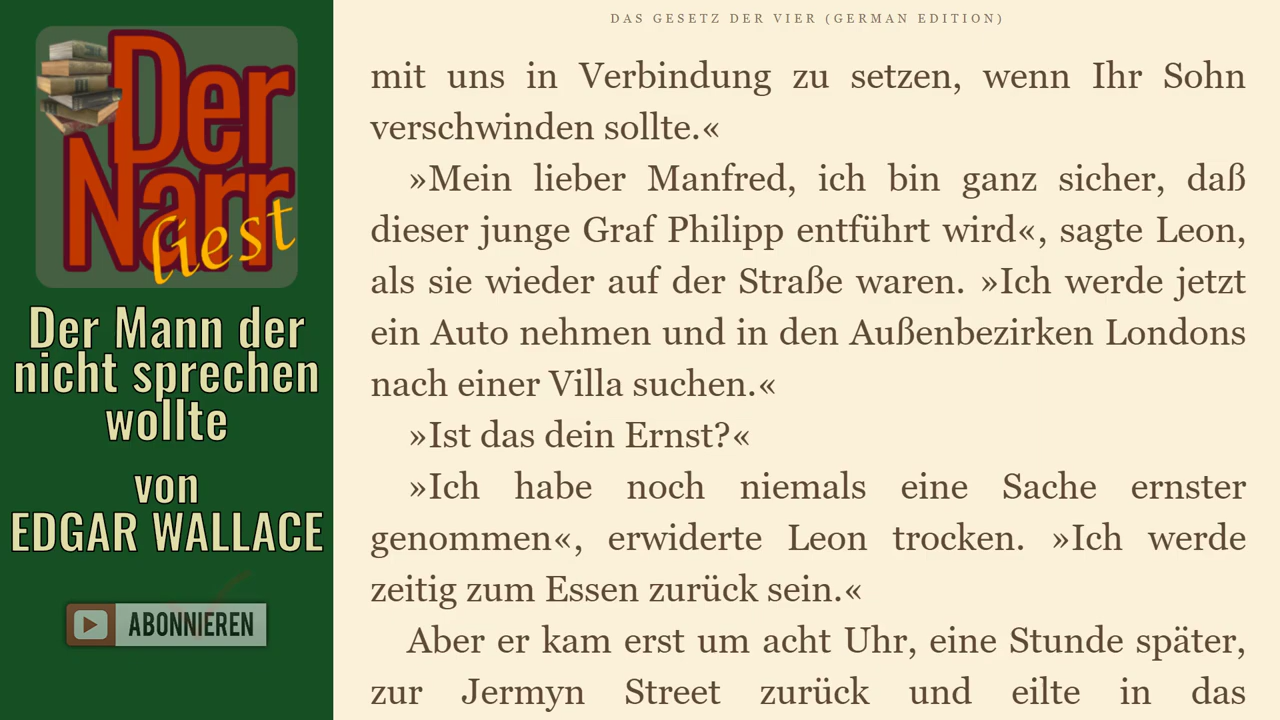 Der
Narr
liest
Der Mann der
nicht sprechen
wollte
von
EDGAR WALLACE
ABONNIEREN
DAS GESETZ DER VIER (GERMAN EDITION)
mit uns in Verbindung zu setzen, wenn Ihr Sohn
verschwinden sollte.«
»Mein lieber Manfred, ich bin ganz sicher, daß
dieser junge Graf Philipp entführt wird«, sagte Leon,
als sie wieder auf der Straße waren. »Ich werde jetzt
ein Auto nehmen und in den Außenbezirken Londons
nach einer Villa suchen.«
»Ist das dein Ernst?«
»Ich habe noch niemals eine Sache ernster
genommen«, erwiderte Leon trocken. »Ich werde
zeitig zum Essen zurück sein.«
Aber er kam erst um acht Uhr, eine Stunde später,
zur Jermyn Street zurück und eilte in das